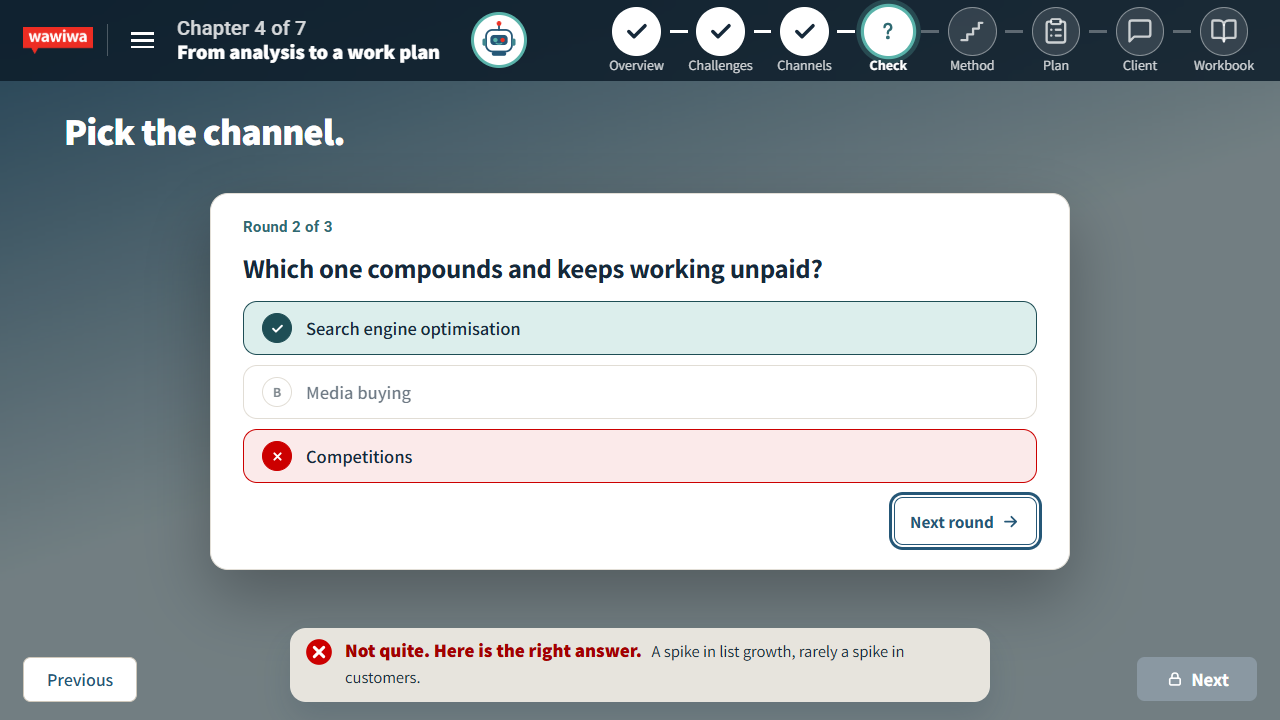 wawiwa
Chapter 4 of 7
From analysis to a work plan
?
Overview
Challenges
Channels
Check
Method
Plan
Client
Workbook
Pick the channel.
Round 2 of 3
Which one compounds and keeps working unpaid?
Search engine optimisation
B Media buying
Competitions
Next round
Not quite. Here is the right answer. A spike in list growth, rarely a spike in
customers.
Previous
Next